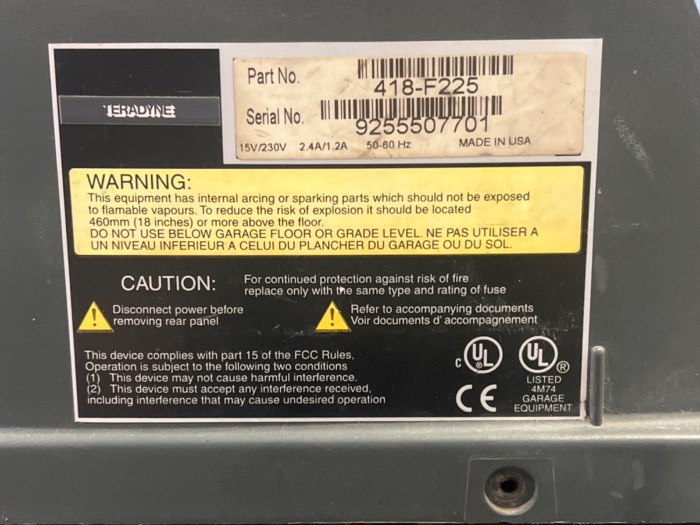 TERADYNE
Part No.
418-F225
Serial No.
9255507701
15V/230V 2.4A/1.2A 50-60 Hz MADE IN USA
WARNING:
This equipment has internal arcing or sparking parts which should not be exposed
to flamable vapours. To reduce the risk of explosion it should be located
460mm (18 inches) or more above the floor.
DO NOT USE BELOW GARAGE FLOOR OR GRADE LEVEL. NE PAS UTILISER A
UN NIVEAU INFERIEUR A CELUI DU PLANCHER DU GARAGE OU DU SOL.
CAUTION:
For continued protection against risk of fire
replace only with the same type and rating of fuse
Disconnect power before
removing rear panel
Refer to accompanying documents
Voir documents d'accompagnement
This device complies with part 15 of the FCC Rules,
Operation is subject to the following two conditions
(1) This device may not cause harmful interference.
(2) This device must accept any interference received,
including interference that may cause undesired operation
C UL ®
UL ®
CE
LISTED
4M74
GARAGE
EQUIPMENT